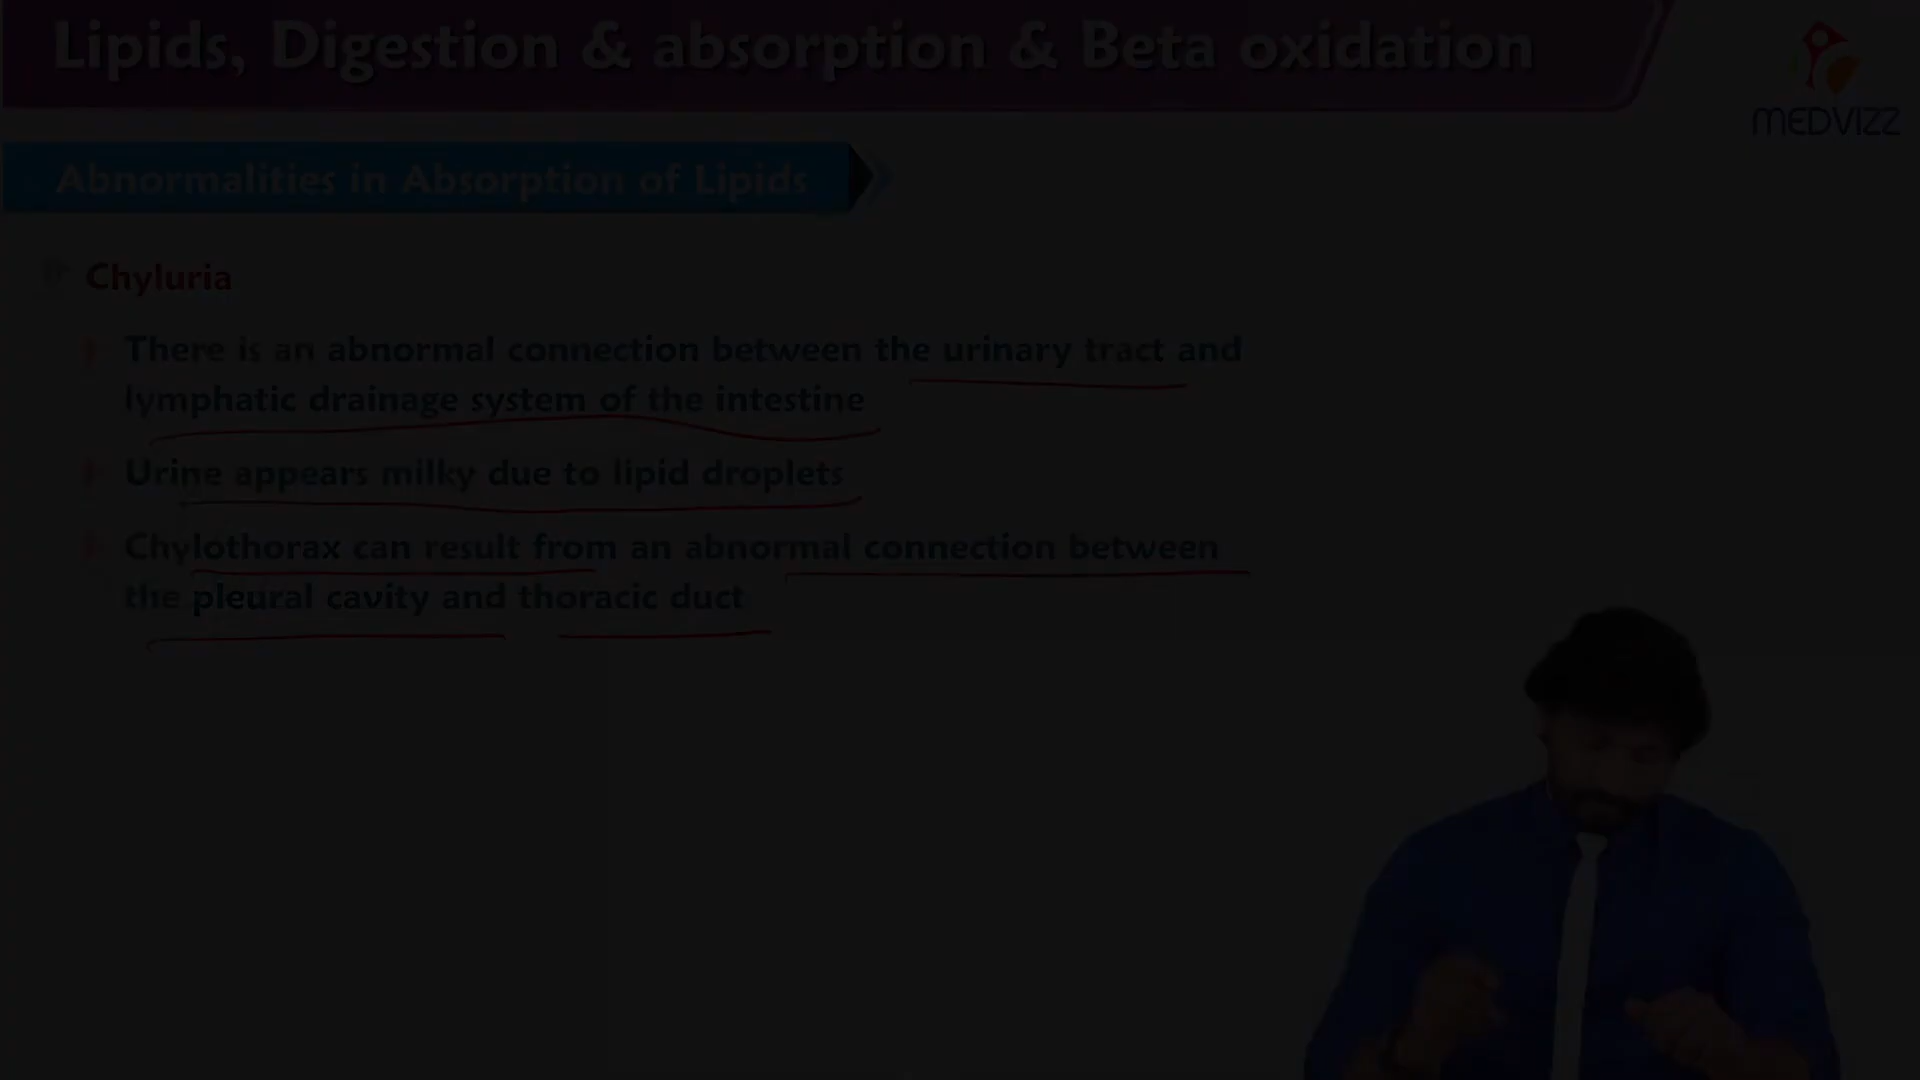 Lipids, Digestion & absorption & Beta oxidation
MEDVIZZ
Abnormalities in Absorption of Lipids
Chyluria
There is an abnormal connection between the urinary tract and
lymphatic drainage system of the intestine
Urine appears milky due to lipid droplets
Chylothorax can result from an abnormal connection between
the pleural cavity and thoracic duct